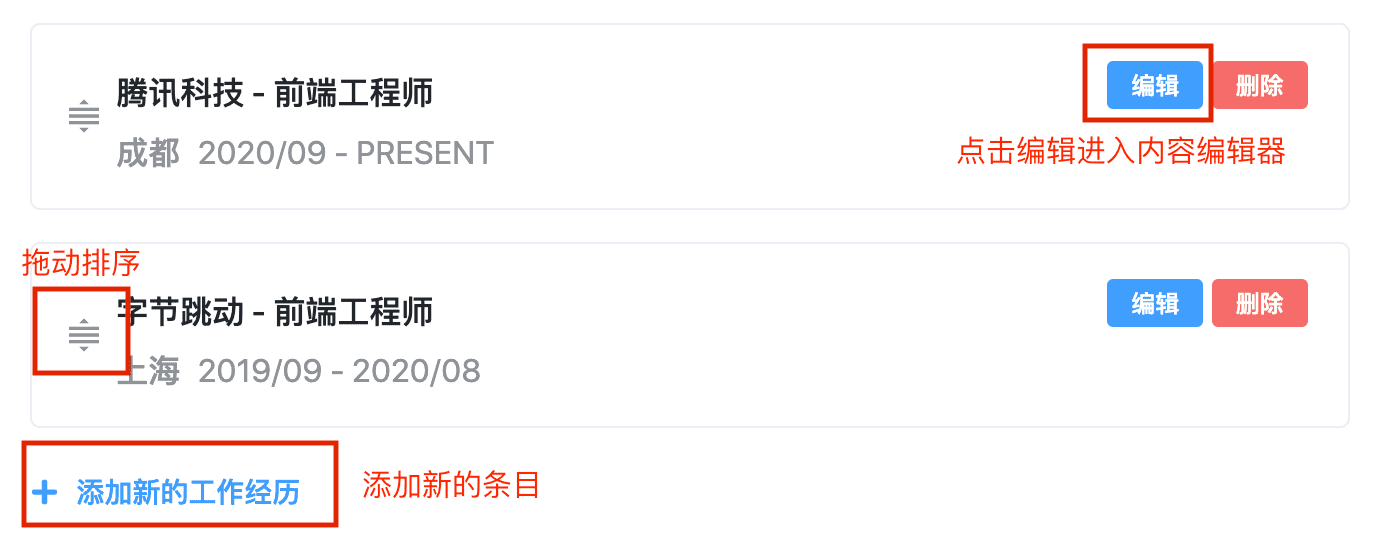 腾讯科技 - 前端工程师
编辑
删除
成都 2020/09 - PRESENT
点击编辑进入内容编辑器
拖动排序
字节跳动 - 前端工程师
编辑
删除
上海 2019/09 - 2020/08
添加新的工作经历
添加新的条目